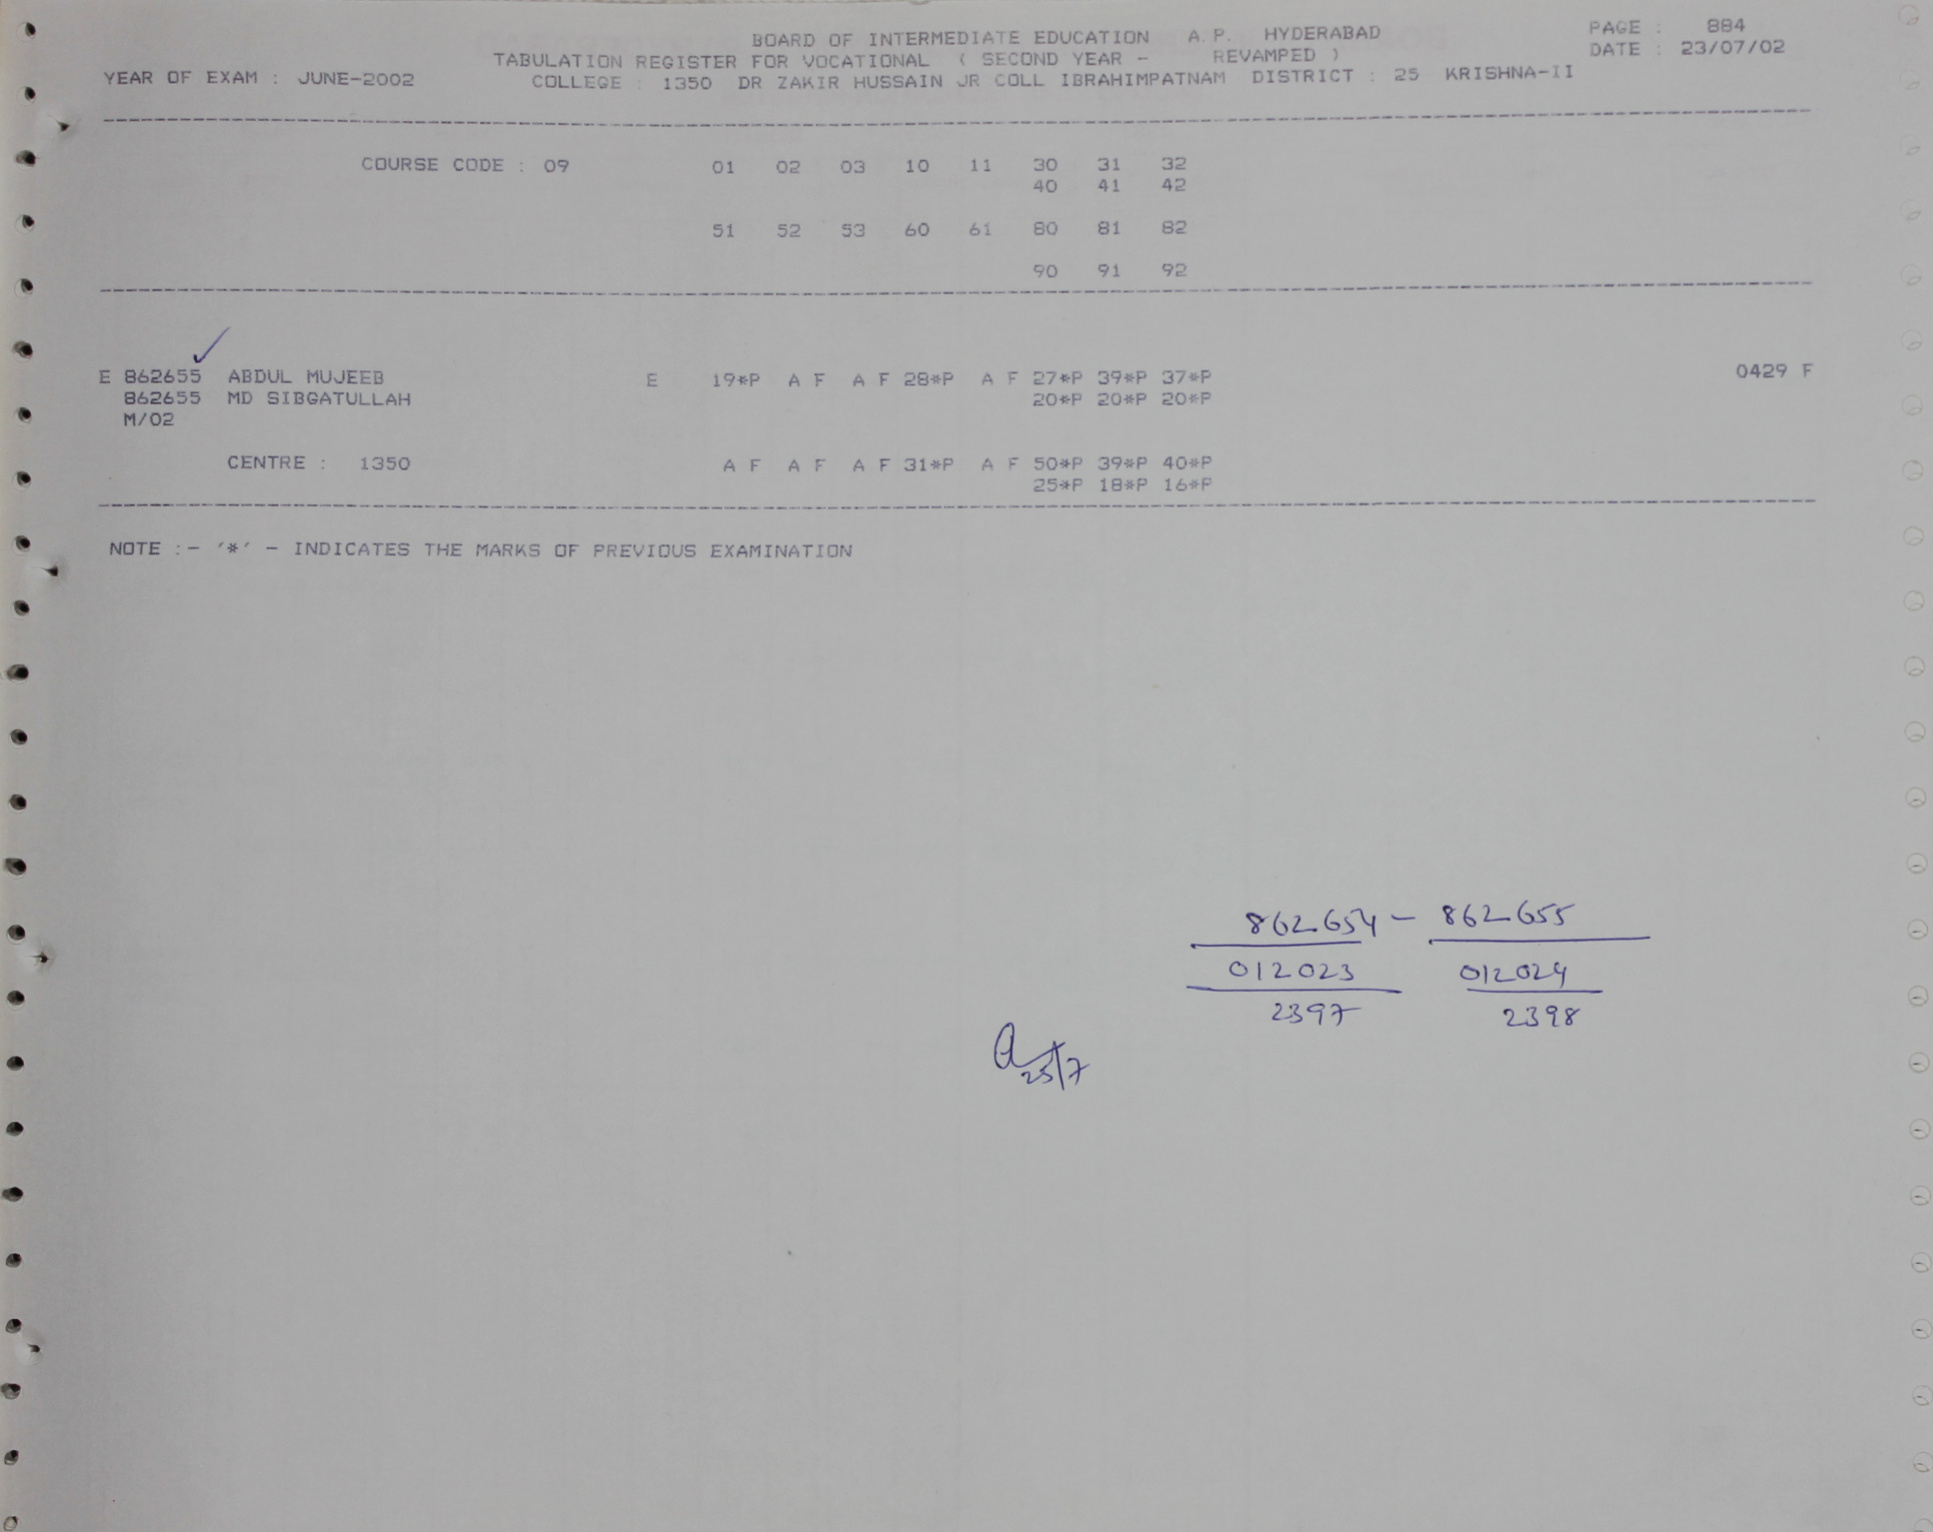 BOARD OF INTERMEDIATE EDUCATION A.P. HYDERABAD PAGE : 884
TABULATION REGISTER FOR VOCATIONAL ( SECOND YEAR - REVAMPED ) DATE : 23/07/02
YEAR OF EXAM : JUNE-2002 COLLEGE : 1350 DR ZAKIR HUSSAIN JR COLL IBRAHIMPATNAM DISTRICT : 25 KRISHNA-II
COURSE CODE : 09 01 02 03 10 11 30 31 32
40 41 42
51 52 53 60 61 80 81 82
90 91 92
E 862655 ABDUL MUJEEB E 19*P A F A F 28*P A F 27*P 39*P 37*P 0429 F
862655 MD SIBGATULLAH 20*P 20*P 20*P
M/02
CENTRE : 1350 A F A F A F 31*P A F 50*P 39*P 40*P
25*P 18*P 16*P
NOTE :- '*' - INDICATES THE MARKS OF PREVIOUS EXAMINATION
862654 - 862655
012023 012024
2397 2398
25/7